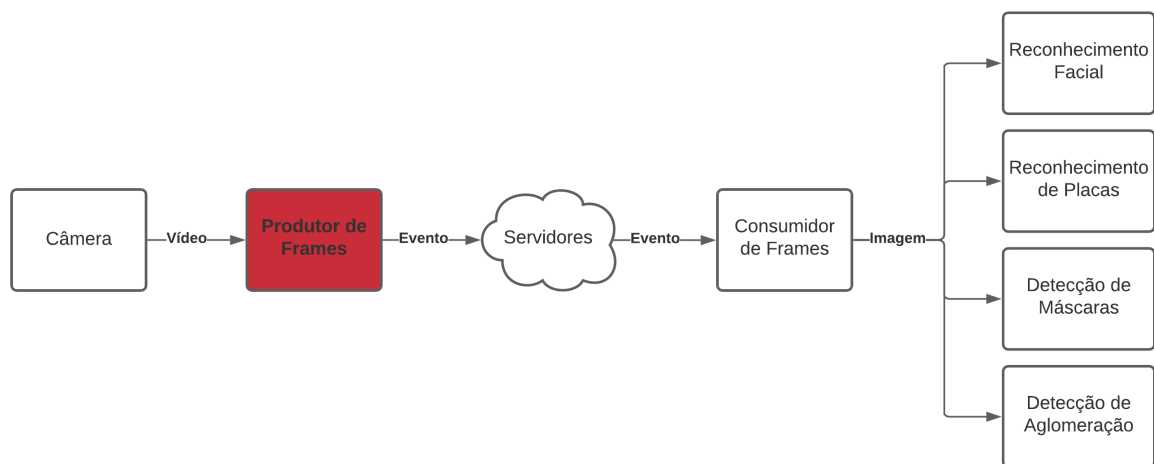 Câmera
Vídeo
Produtor de
Frames
Evento
Servidores
Evento
Consumidor
de Frames
Imagem
Reconhecimento
Facial
Reconhecimento
de Placas
Detecção de
Máscaras
Detecção de
Aglomeração